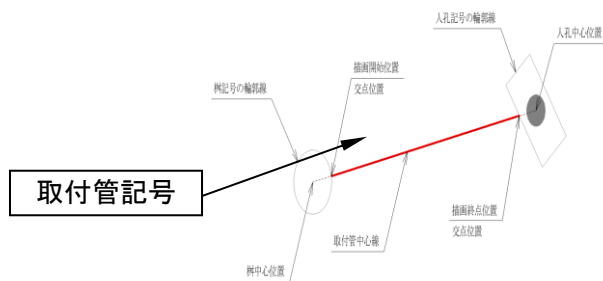 人孔記号の輪郭線
人孔中心位置
描画開始位置
交点位置
桝記号の輪郭線
取付管記号
描画終点位置
交点位置
取付管中心線
桝中心位置